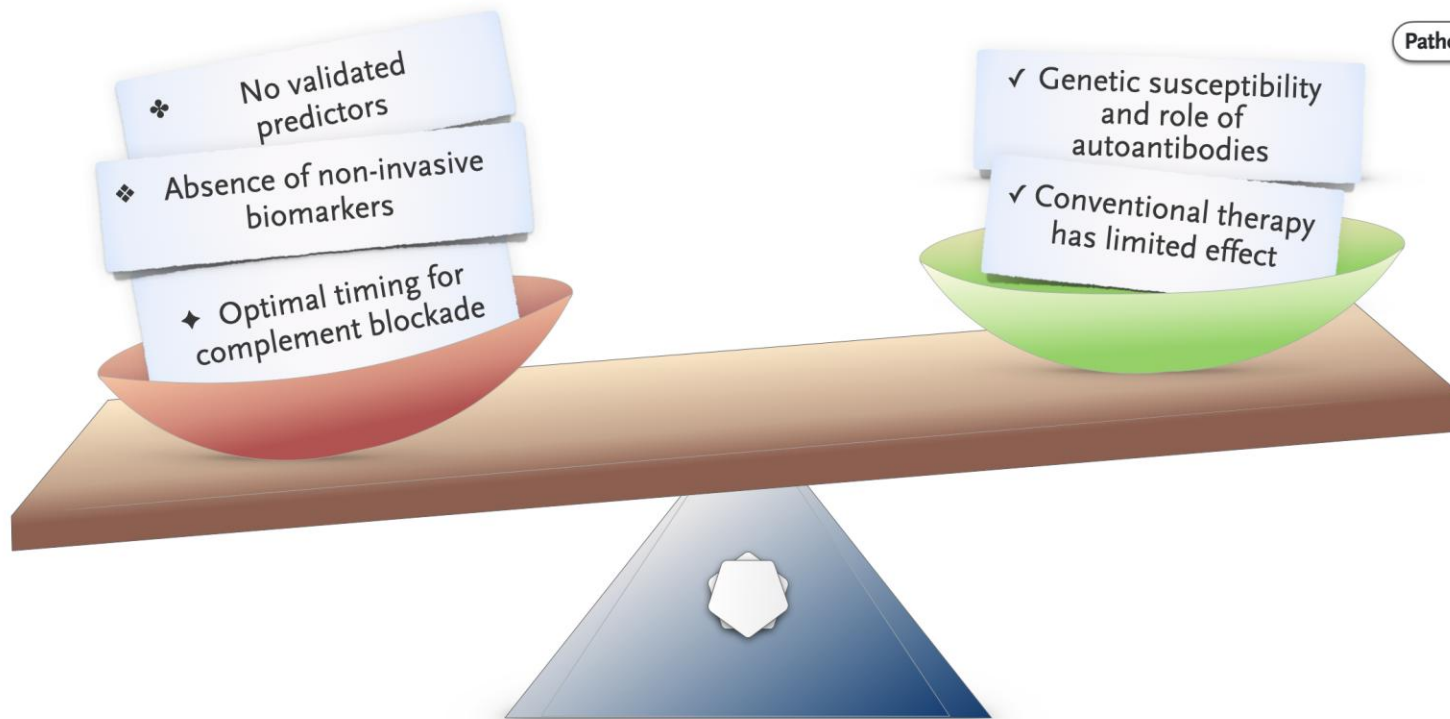 ❖ No validated
predictors
❖ Absence of non-invasive
biomarkers
✦ Optimal timing for
complement blockade
✓ Genetic susceptibility
and role of
autoantibodies
✓ Conventional therapy
has limited effect